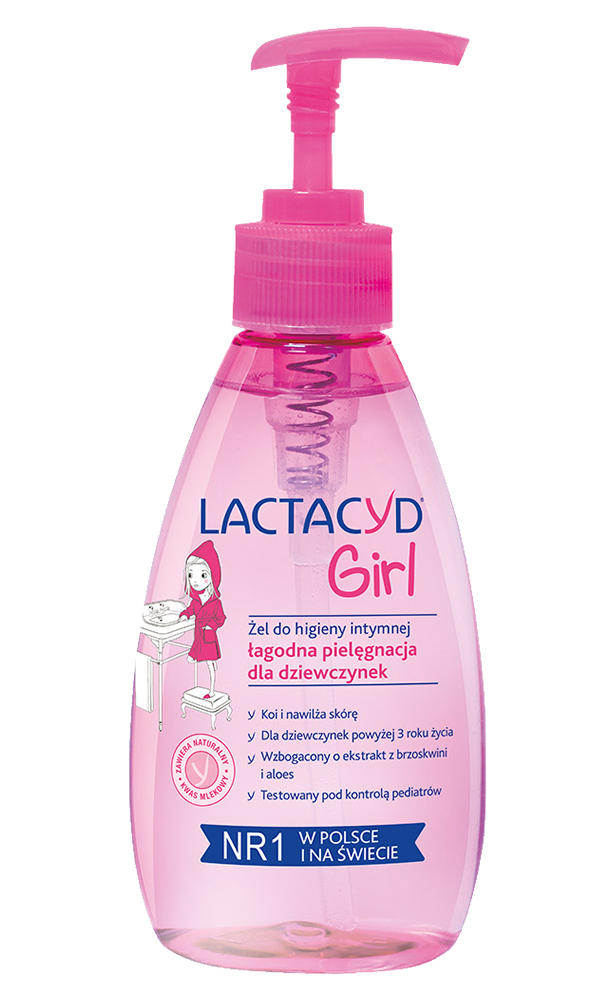 LACTACYD®
Girl
Żel do higieny intymnej
łagodna pielęgnacja
dla dziewczynek
y Koi i nawilża skórę
y Dla dziewczynek powyżej 3 roku życia
y Wzbogacony o ekstrakt z brzoskwini
i aloes
y Testowany pod kontrolą pediatrów
ZAWIERA NATURALNY
y
KWAS MLEKOWY
NR1 W POLSCE
I NA ŚWIECIE